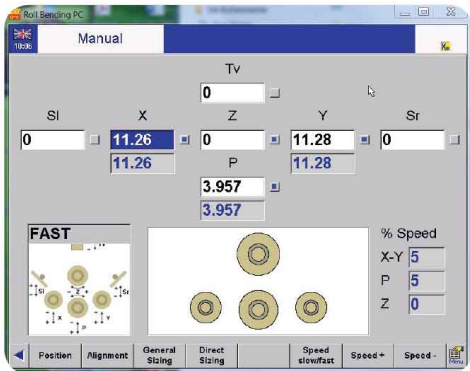 Roll Bending PC
10:06
Manual
Tv
0
Sl X Z Y Sr
0 11.26 0 11.28 0
11.26 P 11.28
3.957
3.957
FAST
% Speed
X-Y 5
P 5
Z 0
Sl Z Sr
X P Y
Position Alignment General Sizing Direct Sizing Speed slow/fast Speed + Speed - Menu